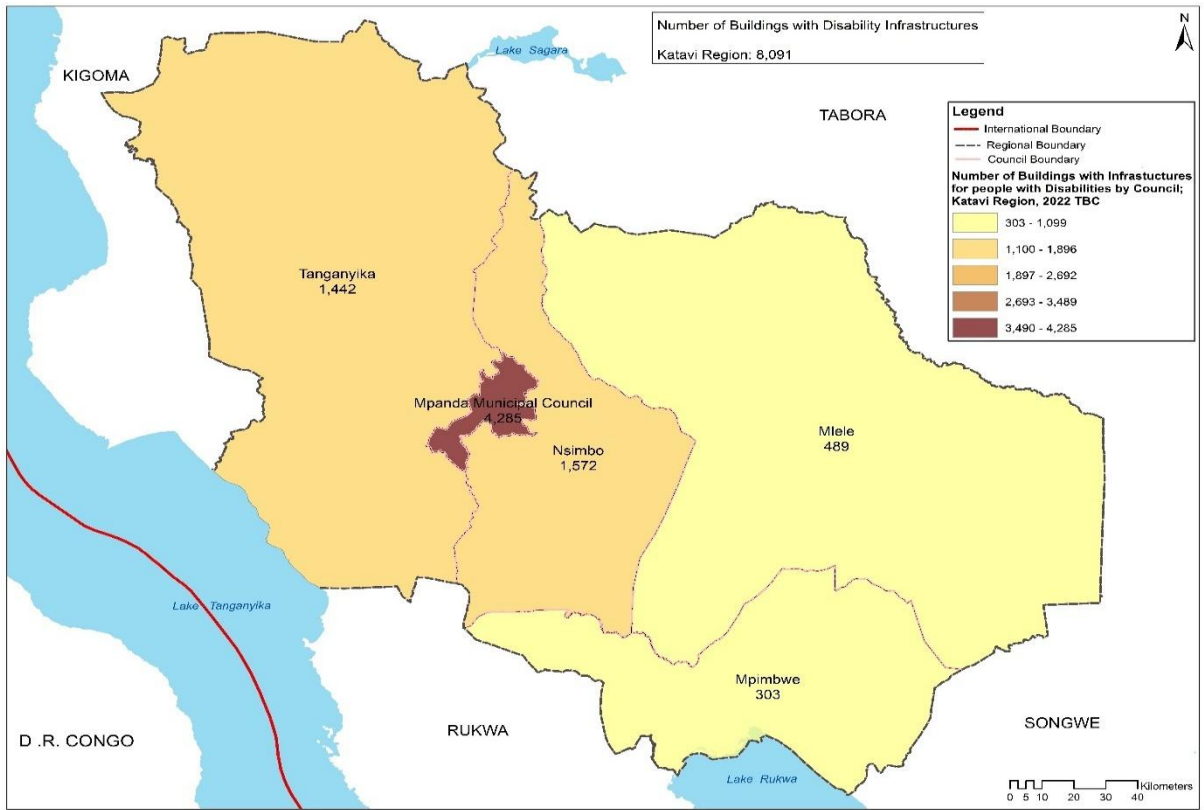 Number of Buildings with Disability Infrastructures
Katavi Region: 8,091
N
Lake Sagara
KIGOMA
TABORA
Legend
International Boundary
Regional Boundary
Council Boundary
Number of Buildings with Infrastuctures
for people with Disabilities by Council;
Katavi Region, 2022 TBC
303 - 1,099
1,100 - 1,896
1,897 - 2,692
2,693 - 3,489
3,490 - 4,285
Tanganyika
1,442
Mpanda Municipal Council
4,285
Nsimbo
1,572
Mlele
489
Lake Tanganyika
Mpimbwe
303
D .R. CONGO
RUKWA
SONGWE
Lake Rukwa
Kilometers
0 5 10 20 30 40